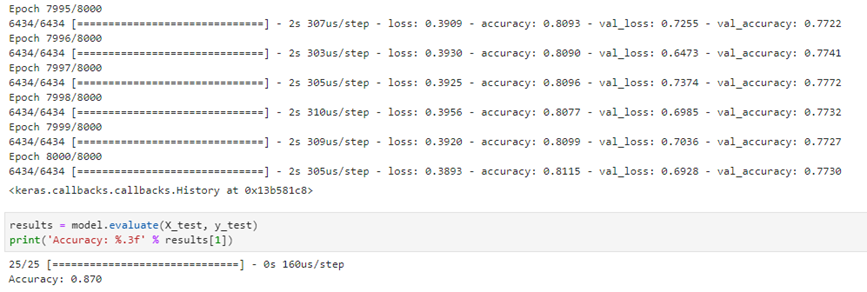 Epoch 7995/8000
6434/6434 [==============================] - 2s 307us/step - loss: 0.3909 - accuracy: 0.8093 - val_loss: 0.7255 - val_accuracy: 0.7722
Epoch 7996/8000
6434/6434 [==============================] - 2s 303us/step - loss: 0.3930 - accuracy: 0.8090 - val_loss: 0.6473 - val_accuracy: 0.7741
Epoch 7997/8000
6434/6434 [==============================] - 2s 305us/step - loss: 0.3925 - accuracy: 0.8096 - val_loss: 0.7374 - val_accuracy: 0.7772
Epoch 7998/8000
6434/6434 [==============================] - 2s 310us/step - loss: 0.3956 - accuracy: 0.8077 - val_loss: 0.6985 - val_accuracy: 0.7732
Epoch 7999/8000
6434/6434 [==============================] - 2s 309us/step - loss: 0.3920 - accuracy: 0.8099 - val_loss: 0.7036 - val_accuracy: 0.7727
Epoch 8000/8000
6434/6434 [==============================] - 2s 305us/step - loss: 0.3893 - accuracy: 0.8115 - val_loss: 0.6928 - val_accuracy: 0.7730
<keras.callbacks.callbacks.History at 0x13b581c8>
results = model.evaluate(X_test, y_test)
print('Accuracy: %.3f' % results[1])
25/25 [==============================] - 0s 160us/step
Accuracy: 0.870